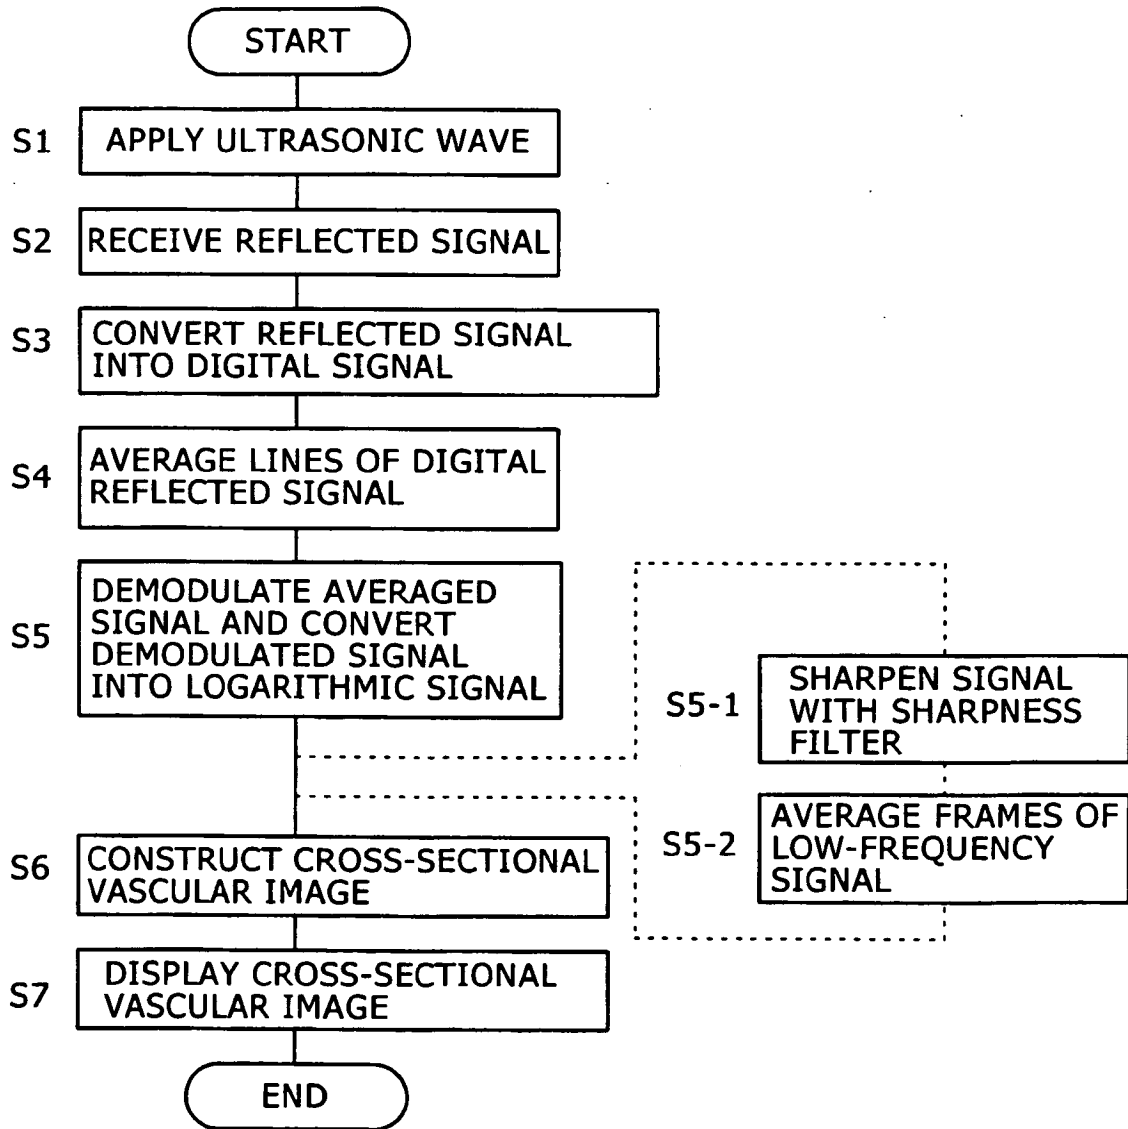 START
S1
APPLY ULTRASONIC WAVE
S2
RECEIVE REFLECTED SIGNAL
S3
CONVERT REFLECTED SIGNAL
INTO DIGITAL SIGNAL
S4
AVERAGE LINES OF DIGITAL
REFLECTED SIGNAL
S5
DEMODULATE AVERAGED
SIGNAL AND CONVERT
DEMODULATED SIGNAL
INTO LOGARITHMIC SIGNAL
S5-1
SHARPEN SIGNAL
WITH SHARPNESS
FILTER
S5-2
AVERAGE FRAMES OF
LOW-FREQUENCY
SIGNAL
S6
CONSTRUCT CROSS-SECTIONAL
VASCULAR IMAGE
S7
DISPLAY CROSS-SECTIONAL
VASCULAR IMAGE
END